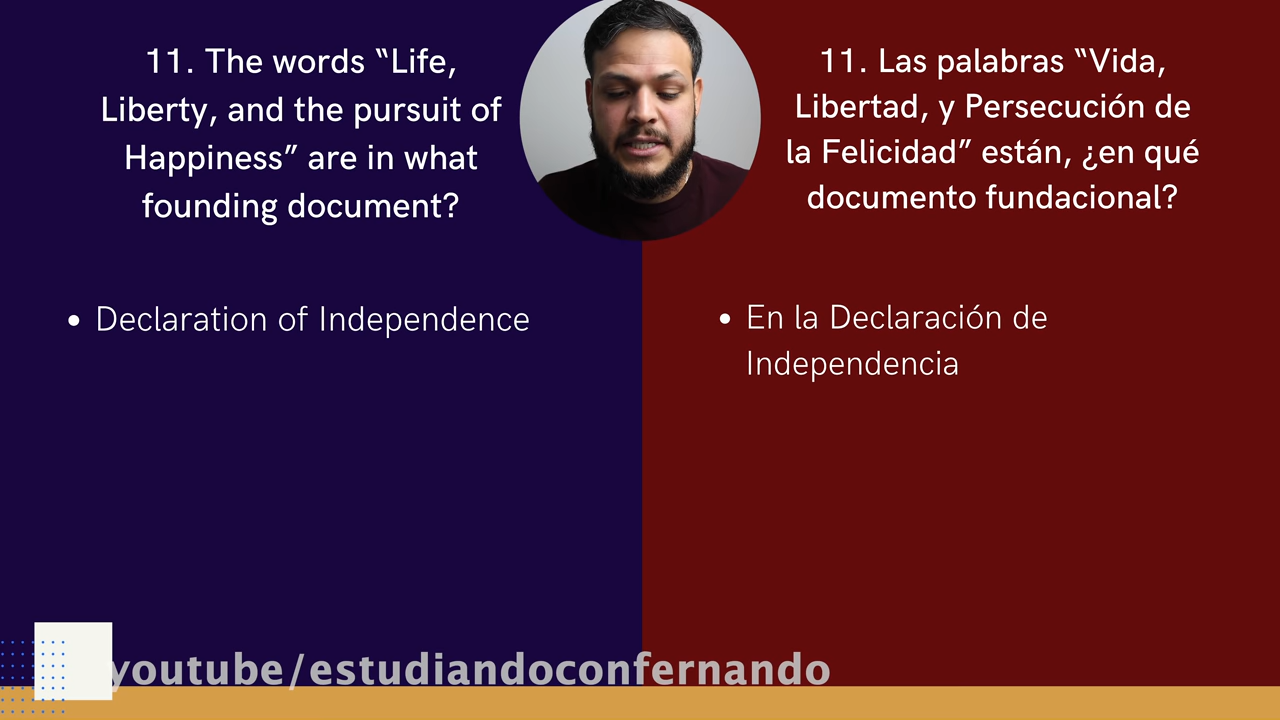 11. The words “Life,
Liberty, and the pursuit of
Happiness” are in what
founding document?
• Declaration of Independence
11. Las palabras “Vida,
Libertad, y Persecución de
la Felicidad” están, ¿en qué
documento fundacional?
• En la Declaración de
Independencia
youtube/estudiandoconfernando